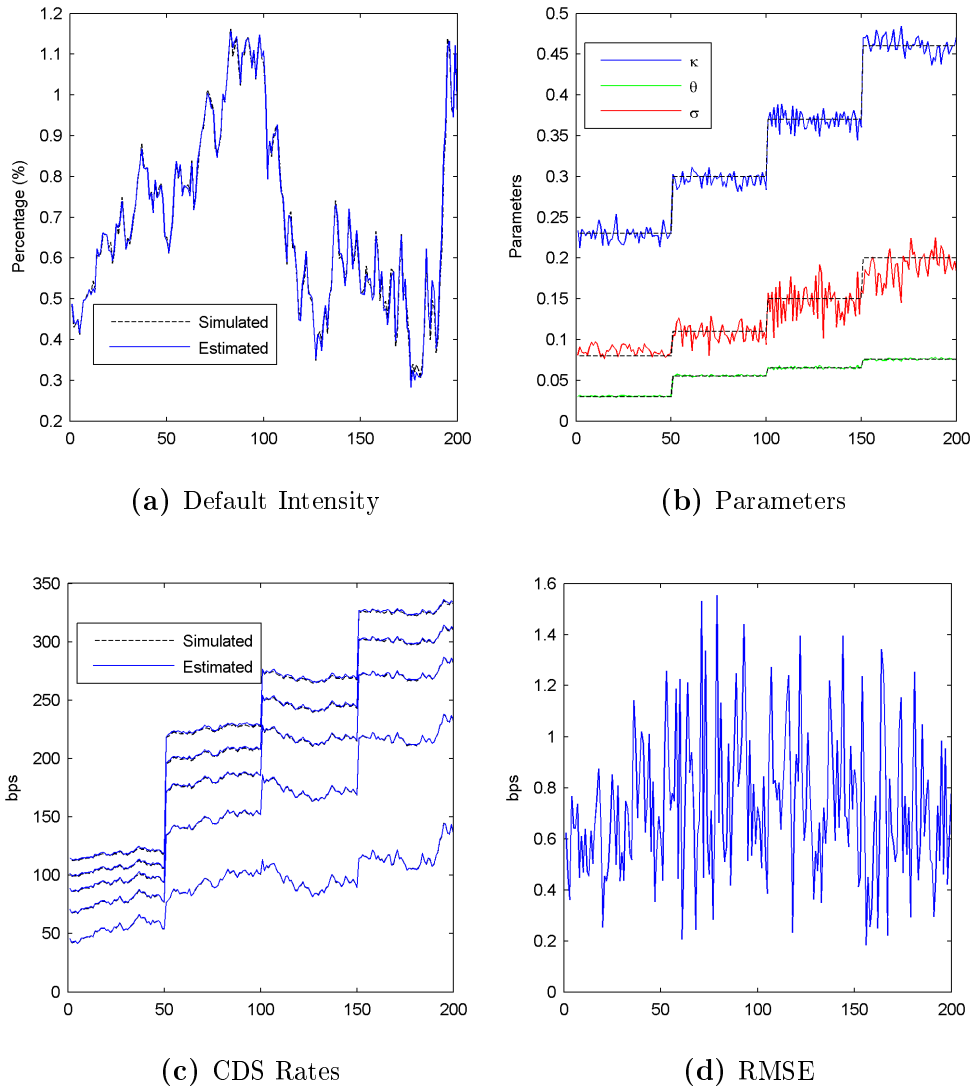 1.2
1.1
1
0.9
0.8
0.7
0.6
0.5
0.4
0.3
0.2
Percentage (%)
0 50 100 150 200
Simulated
Estimated
(a) Default Intensity
0.5
0.45
0.4
0.35
0.3
0.25
0.2
0.15
0.1
0.05
0
Parameters
0 50 100 150 200
κ
θ
σ
(b) Parameters
350
300
250
200
150
100
50
0
bps
0 50 100 150 200
Simulated
Estimated
(c) CDS Rates
1.6
1.4
1.2
1
0.8
0.6
0.4
0.2
0
bps
0 50 100 150 200
(d) RMSE